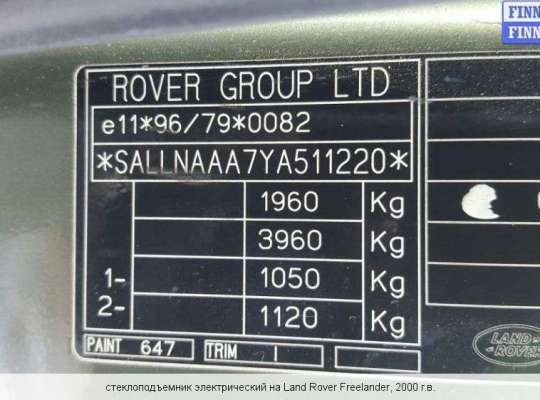 FINN
FINN
ROVER GROUP LTD
e11*96/79*0082
*SALLNAAA7YA511220*
1960 Kg
3960 Kg
1- 1050 Kg
2- 1120 Kg
PAINT 647 TRIM
LAND
ROVER
стеклоподъемник электрический на Land Rover Freelander, 2000 г.в.